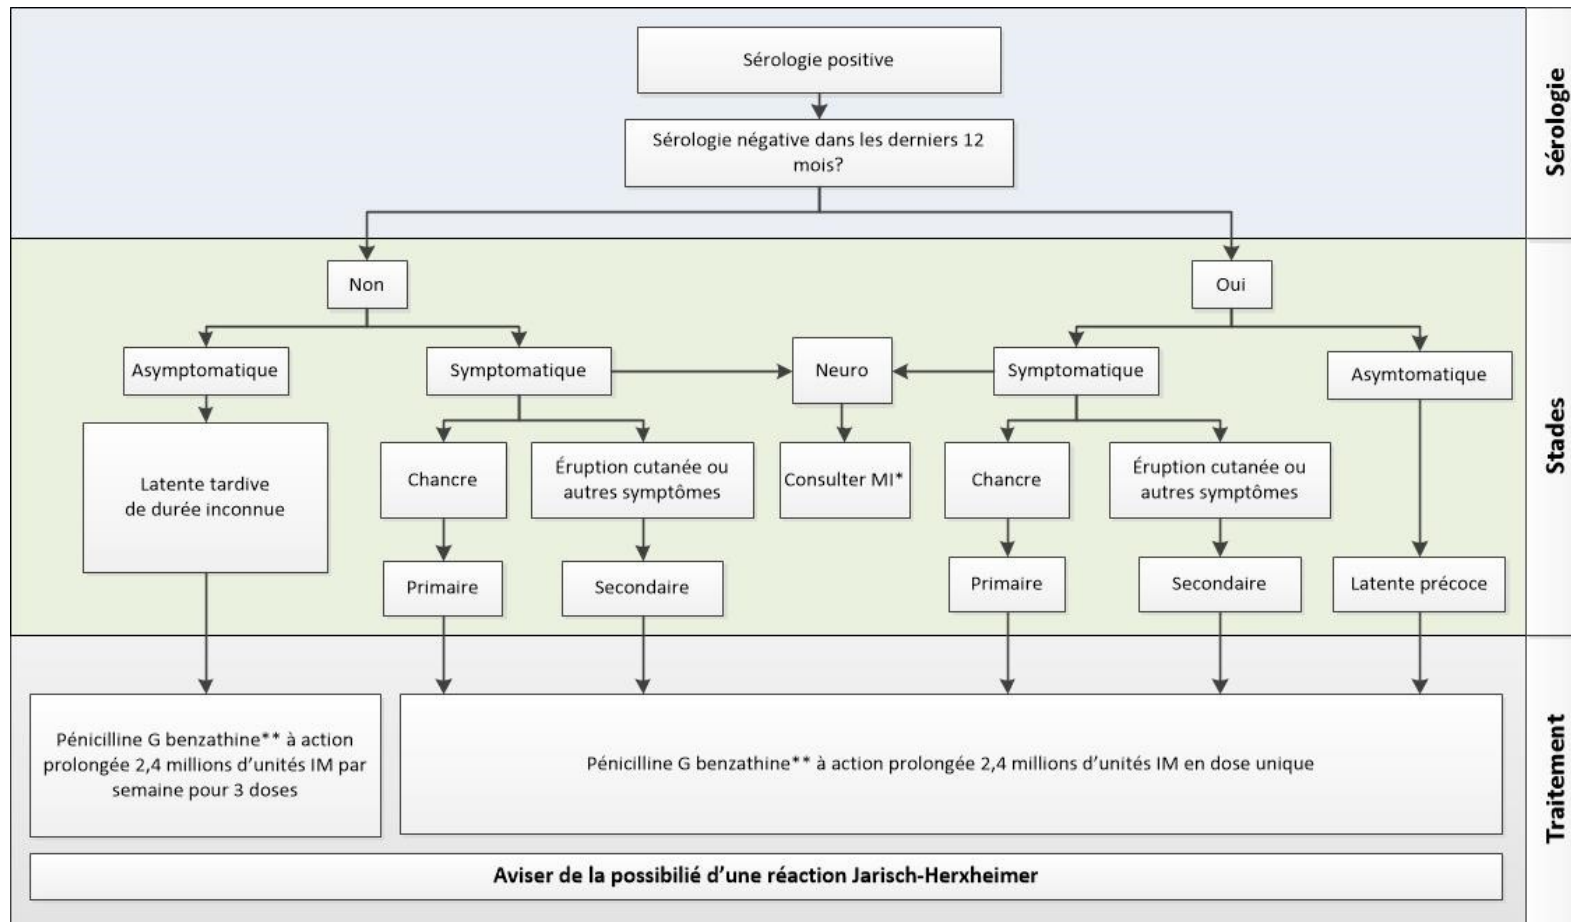 Sérologie positive
Sérologie négative dans les derniers 12
mois?
Sérologie
Non
Oui
Asymptomatique
Symptomatique
Neuro
Symptomatique
Asymtomatique
Latente tardive
de durée inconnue
Chancre
Éruption cutanée ou
autres symptômes
Consulter MI*
Chancre
Éruption cutanée ou
autres symptômes
Primaire
Secondaire
Primaire
Secondaire
Latente précoce
Stades
Pénicilline G benzathine** à action
prolongée 2,4 millions d'unités IM par
semaine pour 3 doses
Pénicilline G benzathine** à action prolongée 2,4 millions d'unités IM en dose unique
Aviser de la possibilié d'une réaction Jarisch-Herxheimer
Traitement